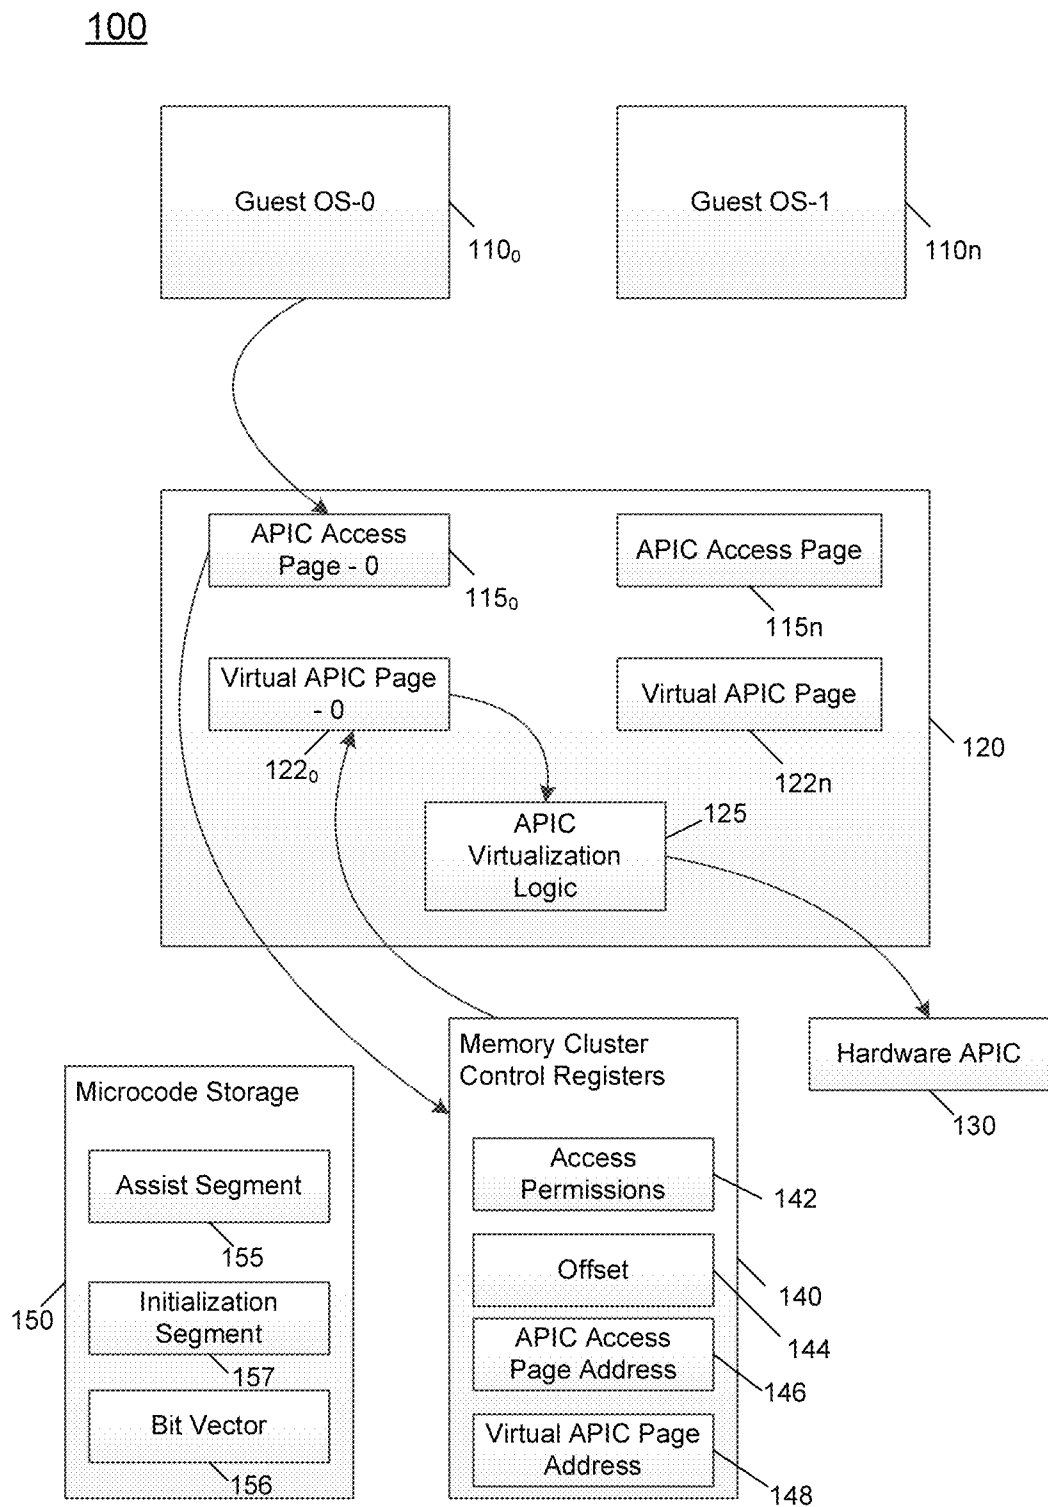 100
Guest OS-0
110₀
Guest OS-1
110n
APIC Access
Page - 0
115₀
APIC Access Page
115n
Virtual APIC Page
- 0
122₀
Virtual APIC Page
122n
120
APIC
Virtualization
Logic
125
Hardware APIC
130
Microcode Storage
Assist Segment
155
Initialization
Segment
157
Bit Vector
156
150
Memory Cluster
Control Registers
Access
Permissions
142
Offset
144
140
APIC Access
Page Address
146
Virtual APIC Page
Address
148